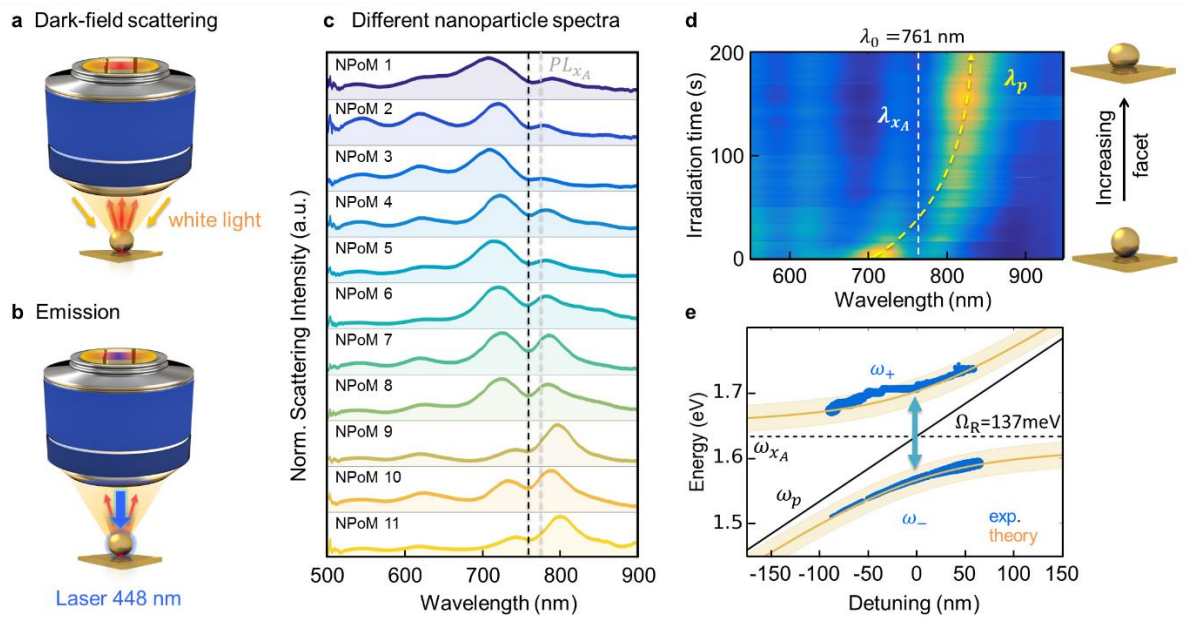 a Dark-field scattering
white light
b Emission
Laser 448 nm
c Different nanoparticle spectra
Norm. Scattering Intensity (a.u.)
PL_{x_A}
NPoM 1
NPoM 2
NPoM 3
NPoM 4
NPoM 5
NPoM 6
NPoM 7
NPoM 8
NPoM 9
NPoM 10
NPoM 11
500 600 700 800 900
Wavelength (nm)
d
λ_0 = 761 nm
Irradiation time (s)
200
100
0
λ_{x_A}
λ_p
600 700 800 900
Wavelength (nm)
Increasing
facet
e
Energy (eV)
1.7
1.6
1.5
ω_+
Ω_R=137meV
ω_{x_A}
ω_p
ω_−
exp.
theory
-150 -100 -50 0 50 100 150
Detuning (nm)